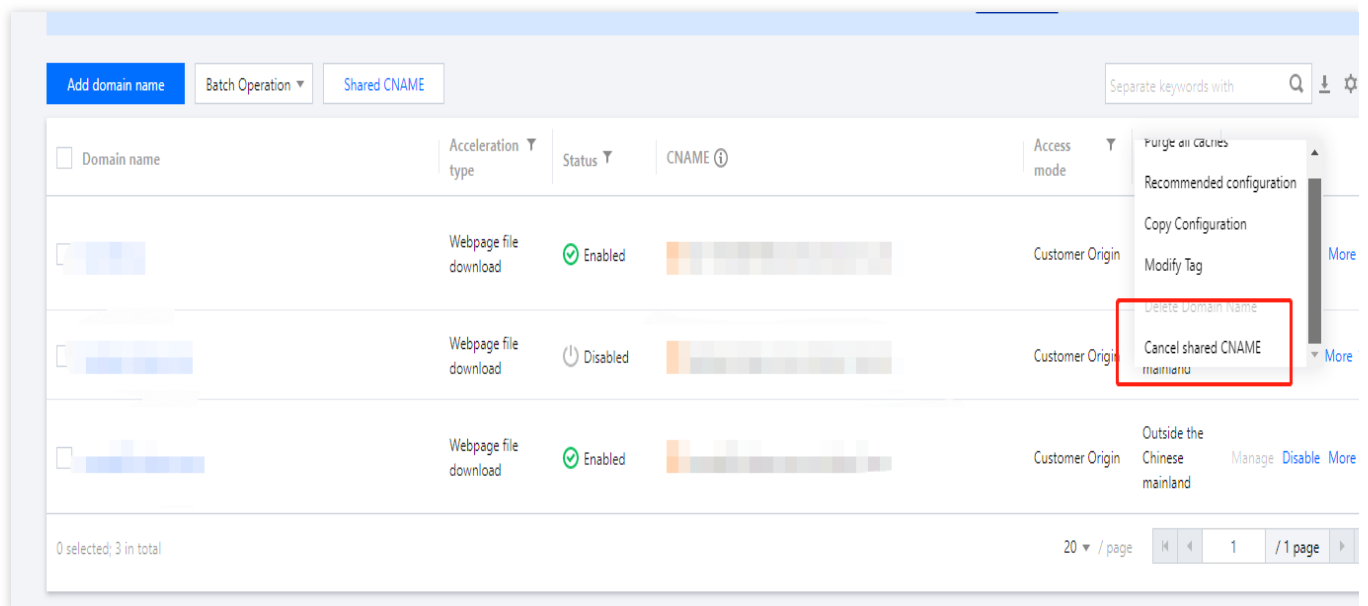 Add domain name
Batch Operation
Shared CNAME
Separate keywords with
Domain name
Acceleration
type
Status
CNAME
Access
mode
Purge all caches
Recommended configuration
Copy Configuration
Modify Tag
Delete Domain Name
Cancel shared CNAME
mainland
Webpage file
download
Enabled
Customer Origin
More
Webpage file
download
Disabled
Customer Origin
More
Webpage file
download
Enabled
Customer Origin
Outside the
Chinese
mainland
Manage Disable More
0 selected; 3 in total
20 / page
1
/ 1 page